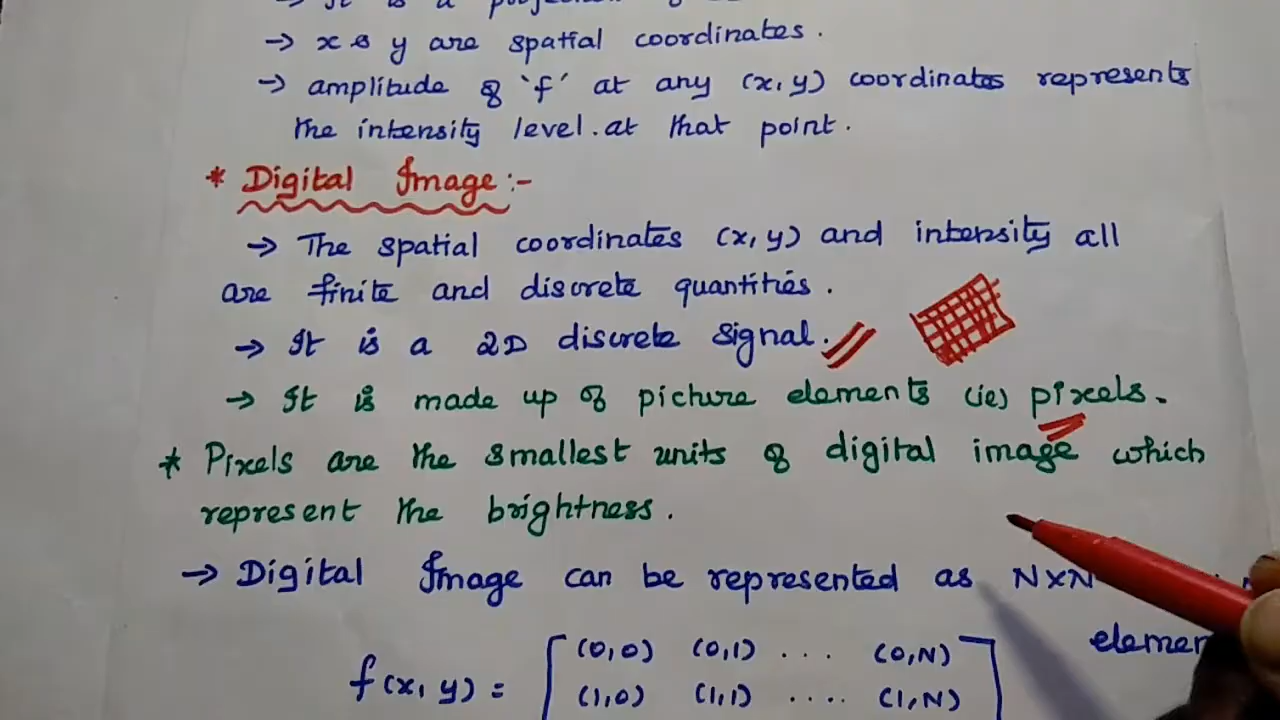 → It is a
→ x & y are spatial coordinates.
→ amplitude of 'f' at any (x,y) coordinates represents
the intensity level.at that point.
* Digital Image:-
→ The spatial coordinates (x,y) and intensity all
are finite and discrete quantities.
→ It is a 2D discrete signal.
→ It is made up of picture elements (ie) pixels.
* Pixels are the smallest units of digital image which
represent the brightness.
→ Digital Image can be represented as N×N
f(x,y) = (0,0) (0,1) .... (0,N)
(1,0) (1,1) .... (1,N)